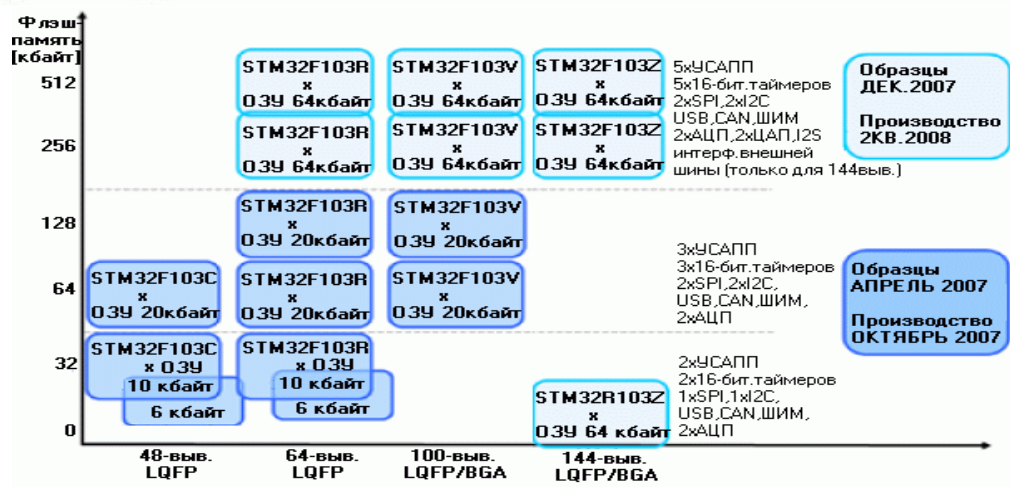 Флэш-
память
[кбайт]
512
256
128
64
32
0
STM32F103R
x
ОЗУ 64кбайт
STM32F103V
x
ОЗУ 64кбайт
STM32F103Z
x
ОЗУ 64кбайт
STM32F103R
x
ОЗУ 64кбайт
STM32F103V
x
ОЗУ 64кбайт
STM32F103Z
x
ОЗУ 64кбайт
5хУСАПП
5х16-бит.таймеров
2xSPI,2xI2C
USB,CAN,ШИМ
2хАЦП,2хЦАП,I2S
интерф.внешней
шины (только для 144выв.)
Образцы
ДЕК.2007
Производство
2КВ.2008
STM32F103R
x
ОЗУ 20кбайт
STM32F103V
x
ОЗУ 20кбайт
STM32F103C
x
ОЗУ 20кбайт
STM32F103R
x
ОЗУ 20кбайт
STM32F103V
x
ОЗУ 20кбайт
3хУСАПП
3х16-бит.таймеров
2xSPI,2xI2C,
USB,CAN,ШИМ,
2хАЦП
Образцы
АПРЕЛЬ 2007
Производство
ОКТЯБРЬ 2007
STM32F103C
x ОЗУ
10 кбайт
6 кбайт
STM32F103R
x ОЗУ
10 кбайт
6 кбайт
STM32R103Z
x
ОЗУ 64 кбайт
2хУСАПП
2х16-бит.таймеров
1xSPI,1xI2C,
USB,CAN,ШИМ,
2хАЦП
48-выв.
LQFP
64-выв.
LQFP
100-выв.
LQFP/BGA
144-выв.
LQFP/BGA